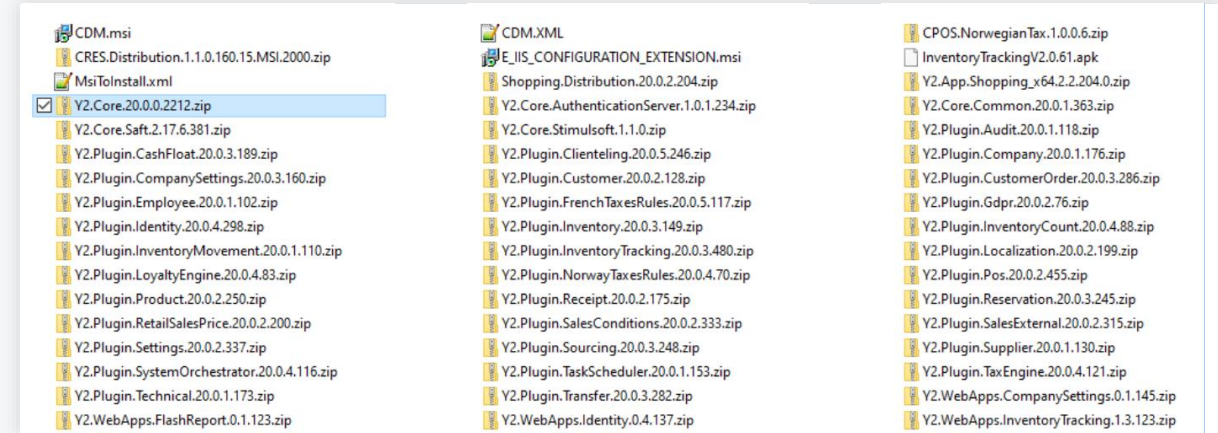 CDM.msi
CDM.XML
CPOS.NorwegianTax.1.0.0.6.zip
CRES.Distribution.1.1.0.160.15.MSI.2000.zip
E_IIS_CONFIGURATION_EXTENSION.msi
InventoryTrackingV2.0.61.apk
MsiToInstall.xml
Shopping.Distribution.20.0.2.204.zip
Y2.App.Shopping_x64.2.2.204.0.zip
Y2.Core.20.0.0.2212.zip
Y2.Core.AuthenticationServer.1.0.1.234.zip
Y2.Core.Common.20.0.1.363.zip
Y2.Core.Saft.2.17.6.381.zip
Y2.Core.Stimulsoft.1.1.0.zip
Y2.Plugin.Audit.20.0.1.118.zip
Y2.Plugin.CashFloat.20.0.3.189.zip
Y2.Plugin.Clienteling.20.0.5.246.zip
Y2.Plugin.Company.20.0.1.176.zip
Y2.Plugin.CompanySettings.20.0.3.160.zip
Y2.Plugin.Customer.20.0.2.128.zip
Y2.Plugin.CustomerOrder.20.0.3.286.zip
Y2.Plugin.Employee.20.0.1.102.zip
Y2.Plugin.FrenchTaxesRules.20.0.5.117.zip
Y2.Plugin.Gdpr.20.0.2.76.zip
Y2.Plugin.Identity.20.0.4.298.zip
Y2.Plugin.Inventory.20.0.3.149.zip
Y2.Plugin.InventoryCount.20.0.4.88.zip
Y2.Plugin.InventoryMovement.20.0.1.110.zip
Y2.Plugin.InventoryTracking.20.0.3.480.zip
Y2.Plugin.Localization.20.0.2.199.zip
Y2.Plugin.LoyaltyEngine.20.0.4.83.zip
Y2.Plugin.NorwayTaxesRules.20.0.4.70.zip
Y2.Plugin.Pos.20.0.2.455.zip
Y2.Plugin.Product.20.0.2.250.zip
Y2.Plugin.Receipt.20.0.2.175.zip
Y2.Plugin.Reservation.20.0.3.245.zip
Y2.Plugin.RetailSalesPrice.20.0.2.200.zip
Y2.Plugin.SalesConditions.20.0.2.333.zip
Y2.Plugin.SalesExternal.20.0.2.315.zip
Y2.Plugin.Settings.20.0.2.337.zip
Y2.Plugin.Sourcing.20.0.3.248.zip
Y2.Plugin.Supplier.20.0.1.130.zip
Y2.Plugin.SystemOrchestrator.20.0.4.116.zip
Y2.Plugin.TaskScheduler.20.0.1.153.zip
Y2.Plugin.TaxEngine.20.0.4.121.zip
Y2.Plugin.Technical.20.0.1.173.zip
Y2.Plugin.Transfer.20.0.3.282.zip
Y2.WebApps.CompanySettings.0.1.145.zip
Y2.WebApps.FlashReport.0.1.123.zip
Y2.WebApps.Identity.0.4.137.zip
Y2.WebApps.InventoryTracking.1.3.123.zip